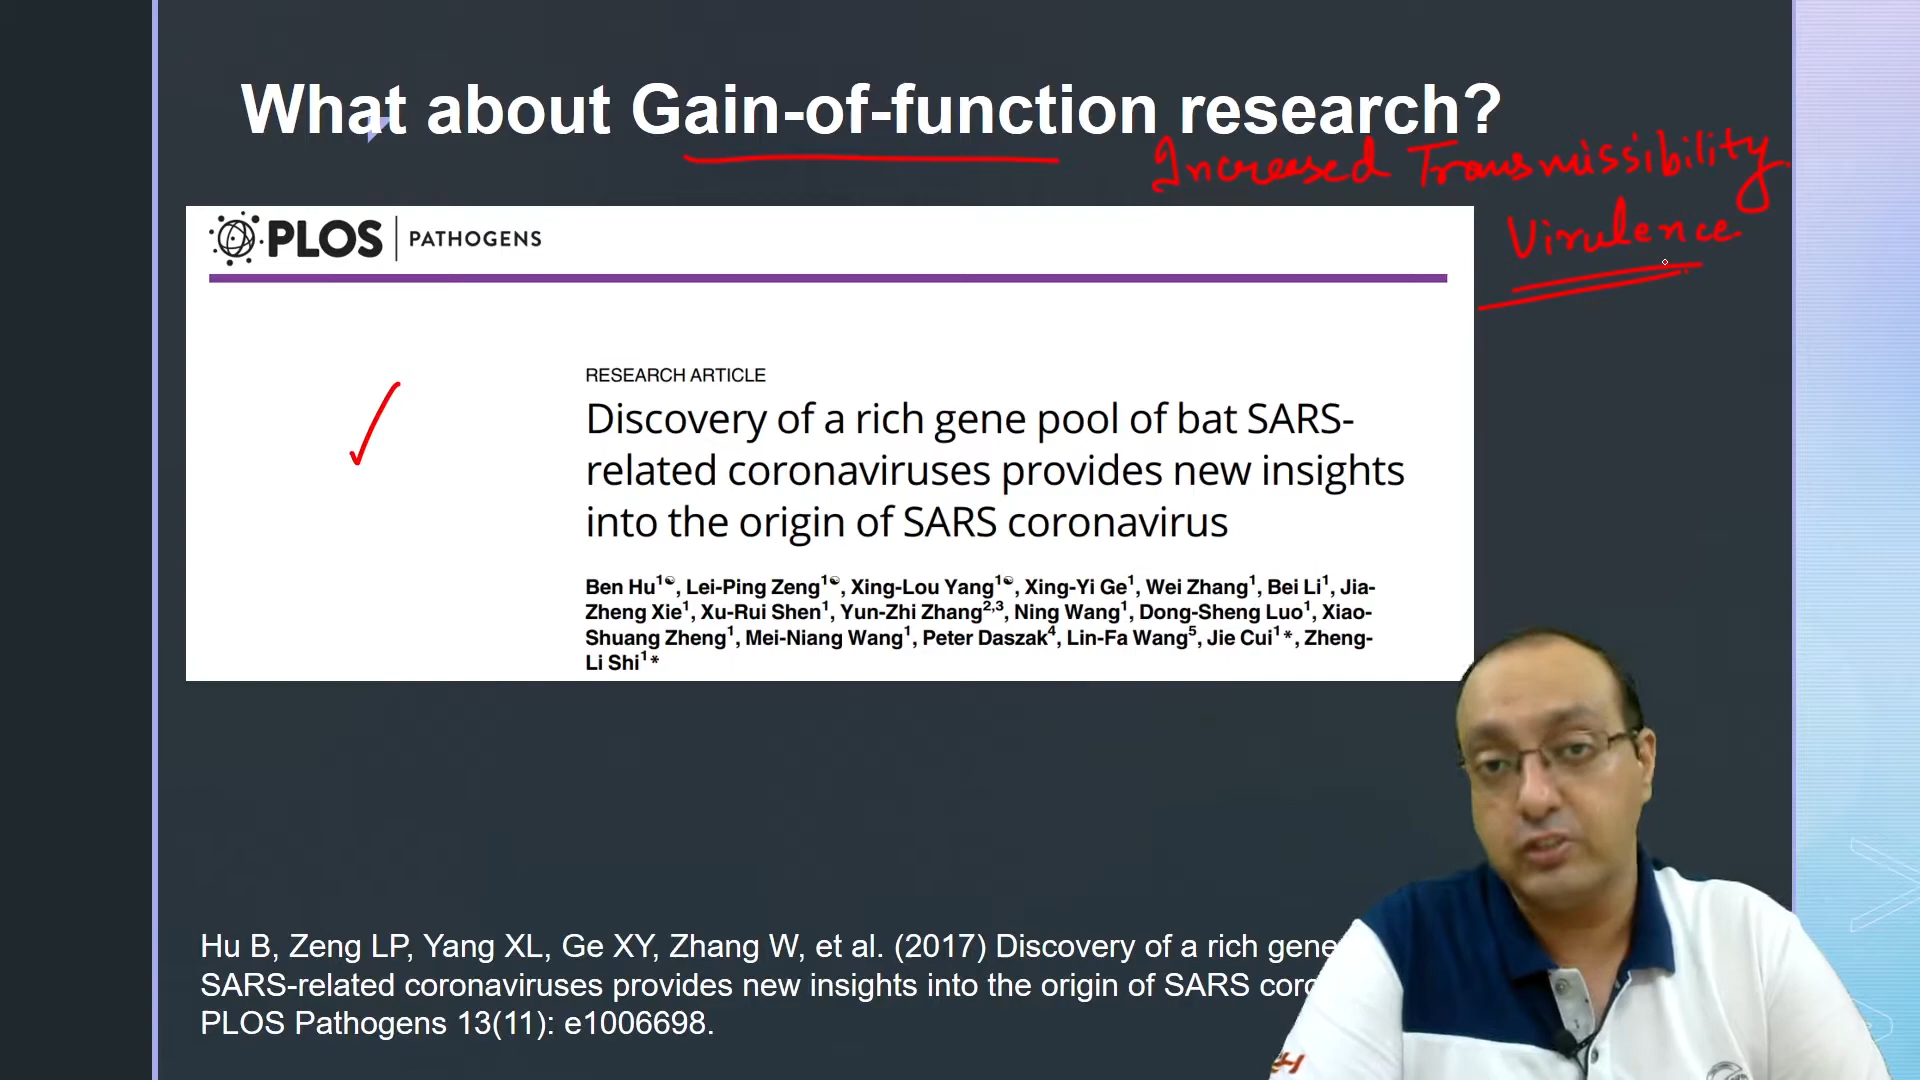 What about Gain-of-function research?
Increased Transmissibility
Virulence
PLOS | PATHOGENS
RESEARCH ARTICLE
Discovery of a rich gene pool of bat SARS-
related coronaviruses provides new insights
into the origin of SARS coronavirus
Ben Hu1☯, Lei-Ping Zeng1☯, Xing-Lou Yang1☯, Xing-Yi Ge1, Wei Zhang1, Bei Li1, Jia-
Zheng Xie1, Xu-Rui Shen1, Yun-Zhi Zhang2,3, Ning Wang1, Dong-Sheng Luo1, Xiao-
Shuang Zheng1, Mei-Niang Wang1, Peter Daszak4, Lin-Fa Wang5, Jie Cui1*, Zheng-
Li Shi1*
Hu B, Zeng LP, Yang XL, Ge XY, Zhang W, et al. (2017) Discovery of a rich gene
SARS-related coronaviruses provides new insights into the origin of SARS coro
PLOS Pathogens 13(11): e1006698.